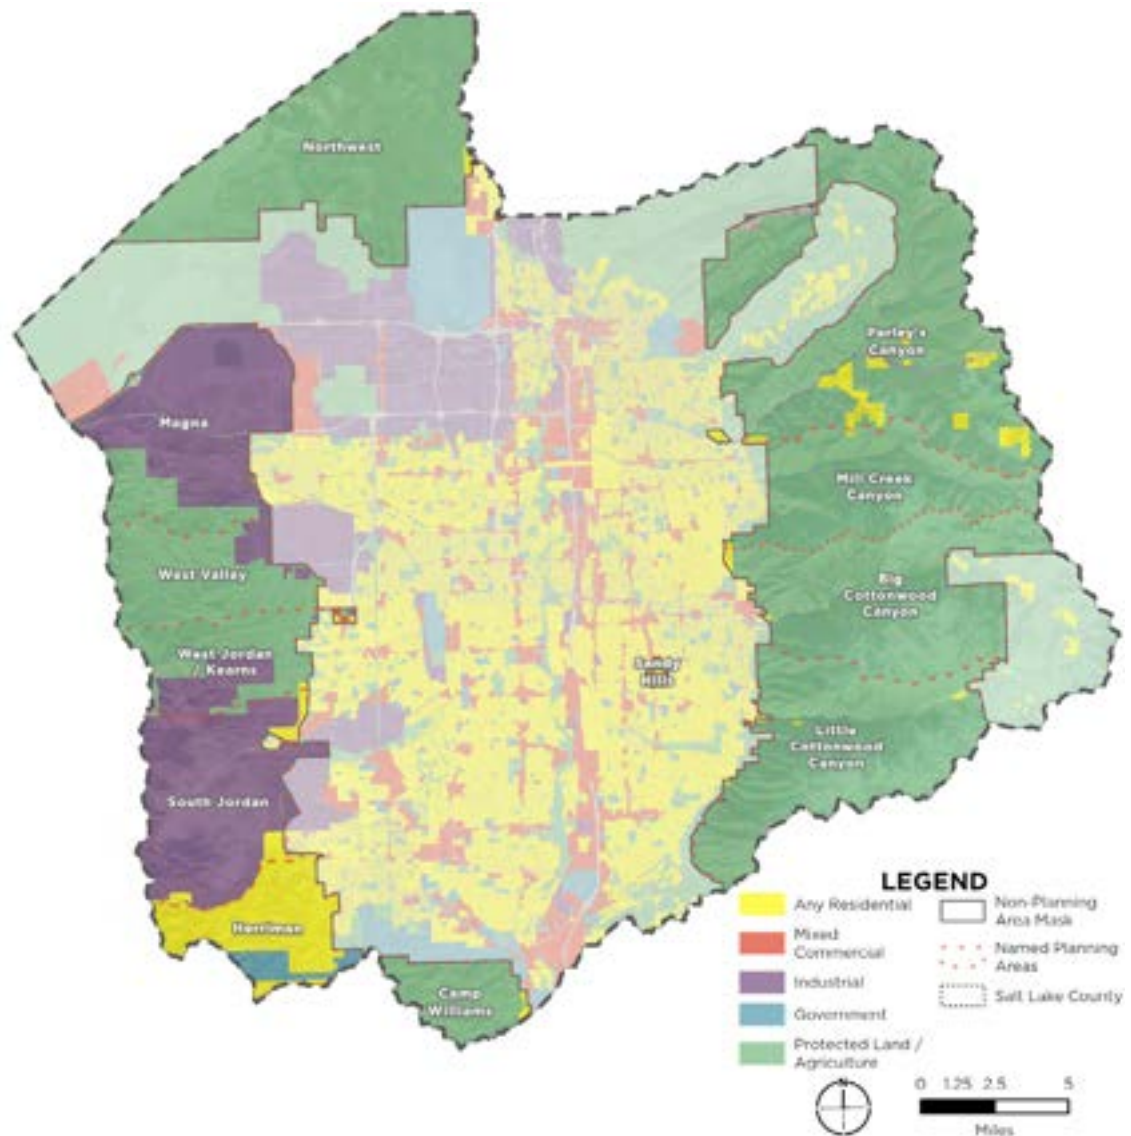 Northwest
Parley's
Canyon
Magna
Mill Creek
Canyon
West Valley
Big
Cottonwood
Canyon
West Jordan
/ Kearns
Sandy
Hills
Little
Cottonwood
Canyon
South Jordan
Herriman
Camp
Williams
LEGEND
Any Residential
Mixed
Commercial
Industrial
Government
Protected Land /
Agriculture
Non-Planning
Area Mask
Named Planning
Areas
Salt Lake County
N
0 1.25 2.5 5
Miles